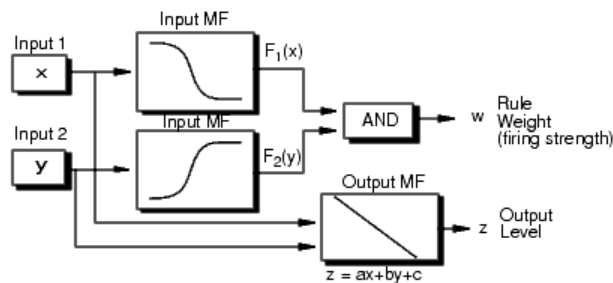 Input 1
x
Input MF
F1(x)
Input 2
y
Input MF
F2(y)
AND
w
Rule
Weight
(firing strength)
Output MF
z
Output
Level
z = ax+by+c